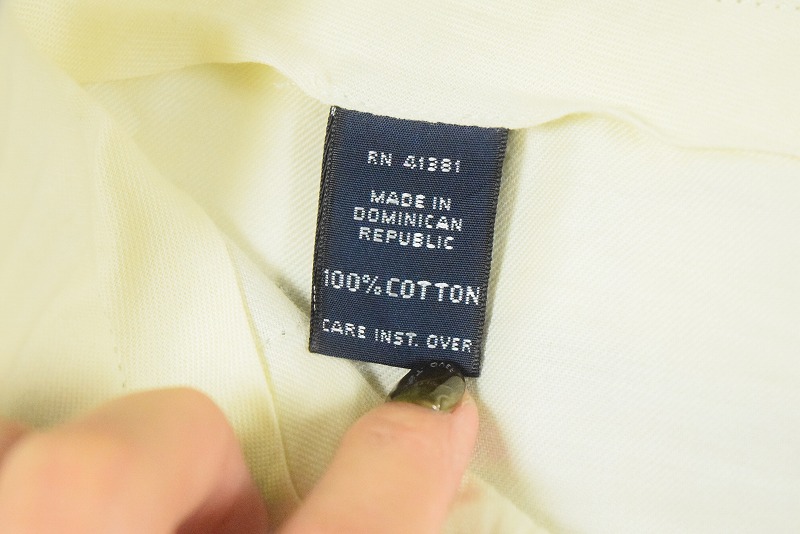 RN 41381
MADE IN
DOMINICAN
REPUBLIC
100% COTTON
CARE INST. OVER